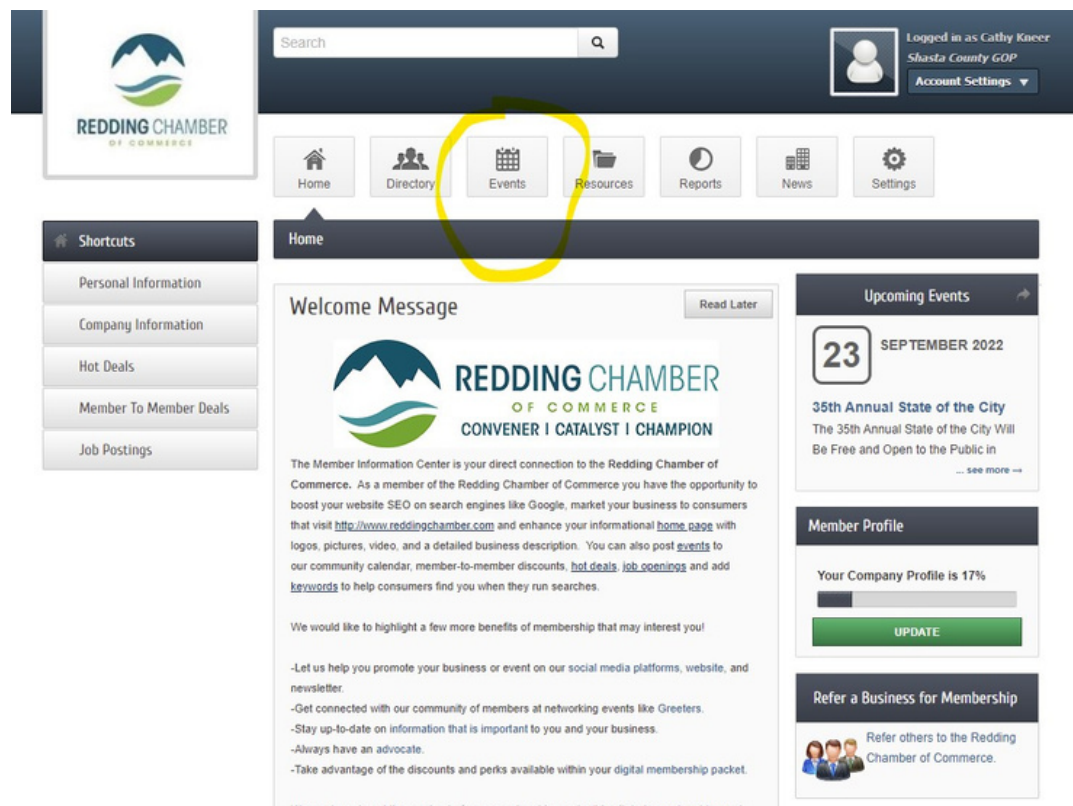 REDDING CHAMBER
OF COMMERCE
Search
Logged in as Cathy Kneer
Shasta County GOP
Account Settings
Home
Directory
Events
Resources
Reports
News
Settings
Shortcuts
Personal Information
Company Information
Hot Deals
Member To Member Deals
Job Postings
Home
Welcome Message
Read Later
REDDING CHAMBER
OF COMMERCE
CONVENER I CATALYST I CHAMPION
The Member Information Center is your direct connection to the Redding Chamber of
Commerce. As a member of the Redding Chamber of Commerce you have the opportunity to
boost your website SEO on search engines like Google, market your business to consumers
that visit http://www.reddingchamber.com and enhance your informational home page with
logos, pictures, video, and a detailed business description. You can also post events to
our community calendar, member-to-member discounts, hot deals, job openings and add
keywords to help consumers find you when they run searches.
We would like to highlight a few more benefits of membership that may interest you!
-Let us help you promote your business or event on our social media platforms, website, and
newsletter.
-Get connected with our community of members at networking events like Greeters.
-Stay up-to-date on information that is important to you and your business.
-Always have an advocate.
-Take advantage of the discounts and perks available within your digital membership packet.
Upcoming Events
23
SEPTEMBER 2022
35th Annual State of the City
The 35th Annual State of the City Will
Be Free and Open to the Public in
... see more →
Member Profile
Your Company Profile is 17%
UPDATE
Refer a Business for Membership
Refer others to the Redding
Chamber of Commerce.